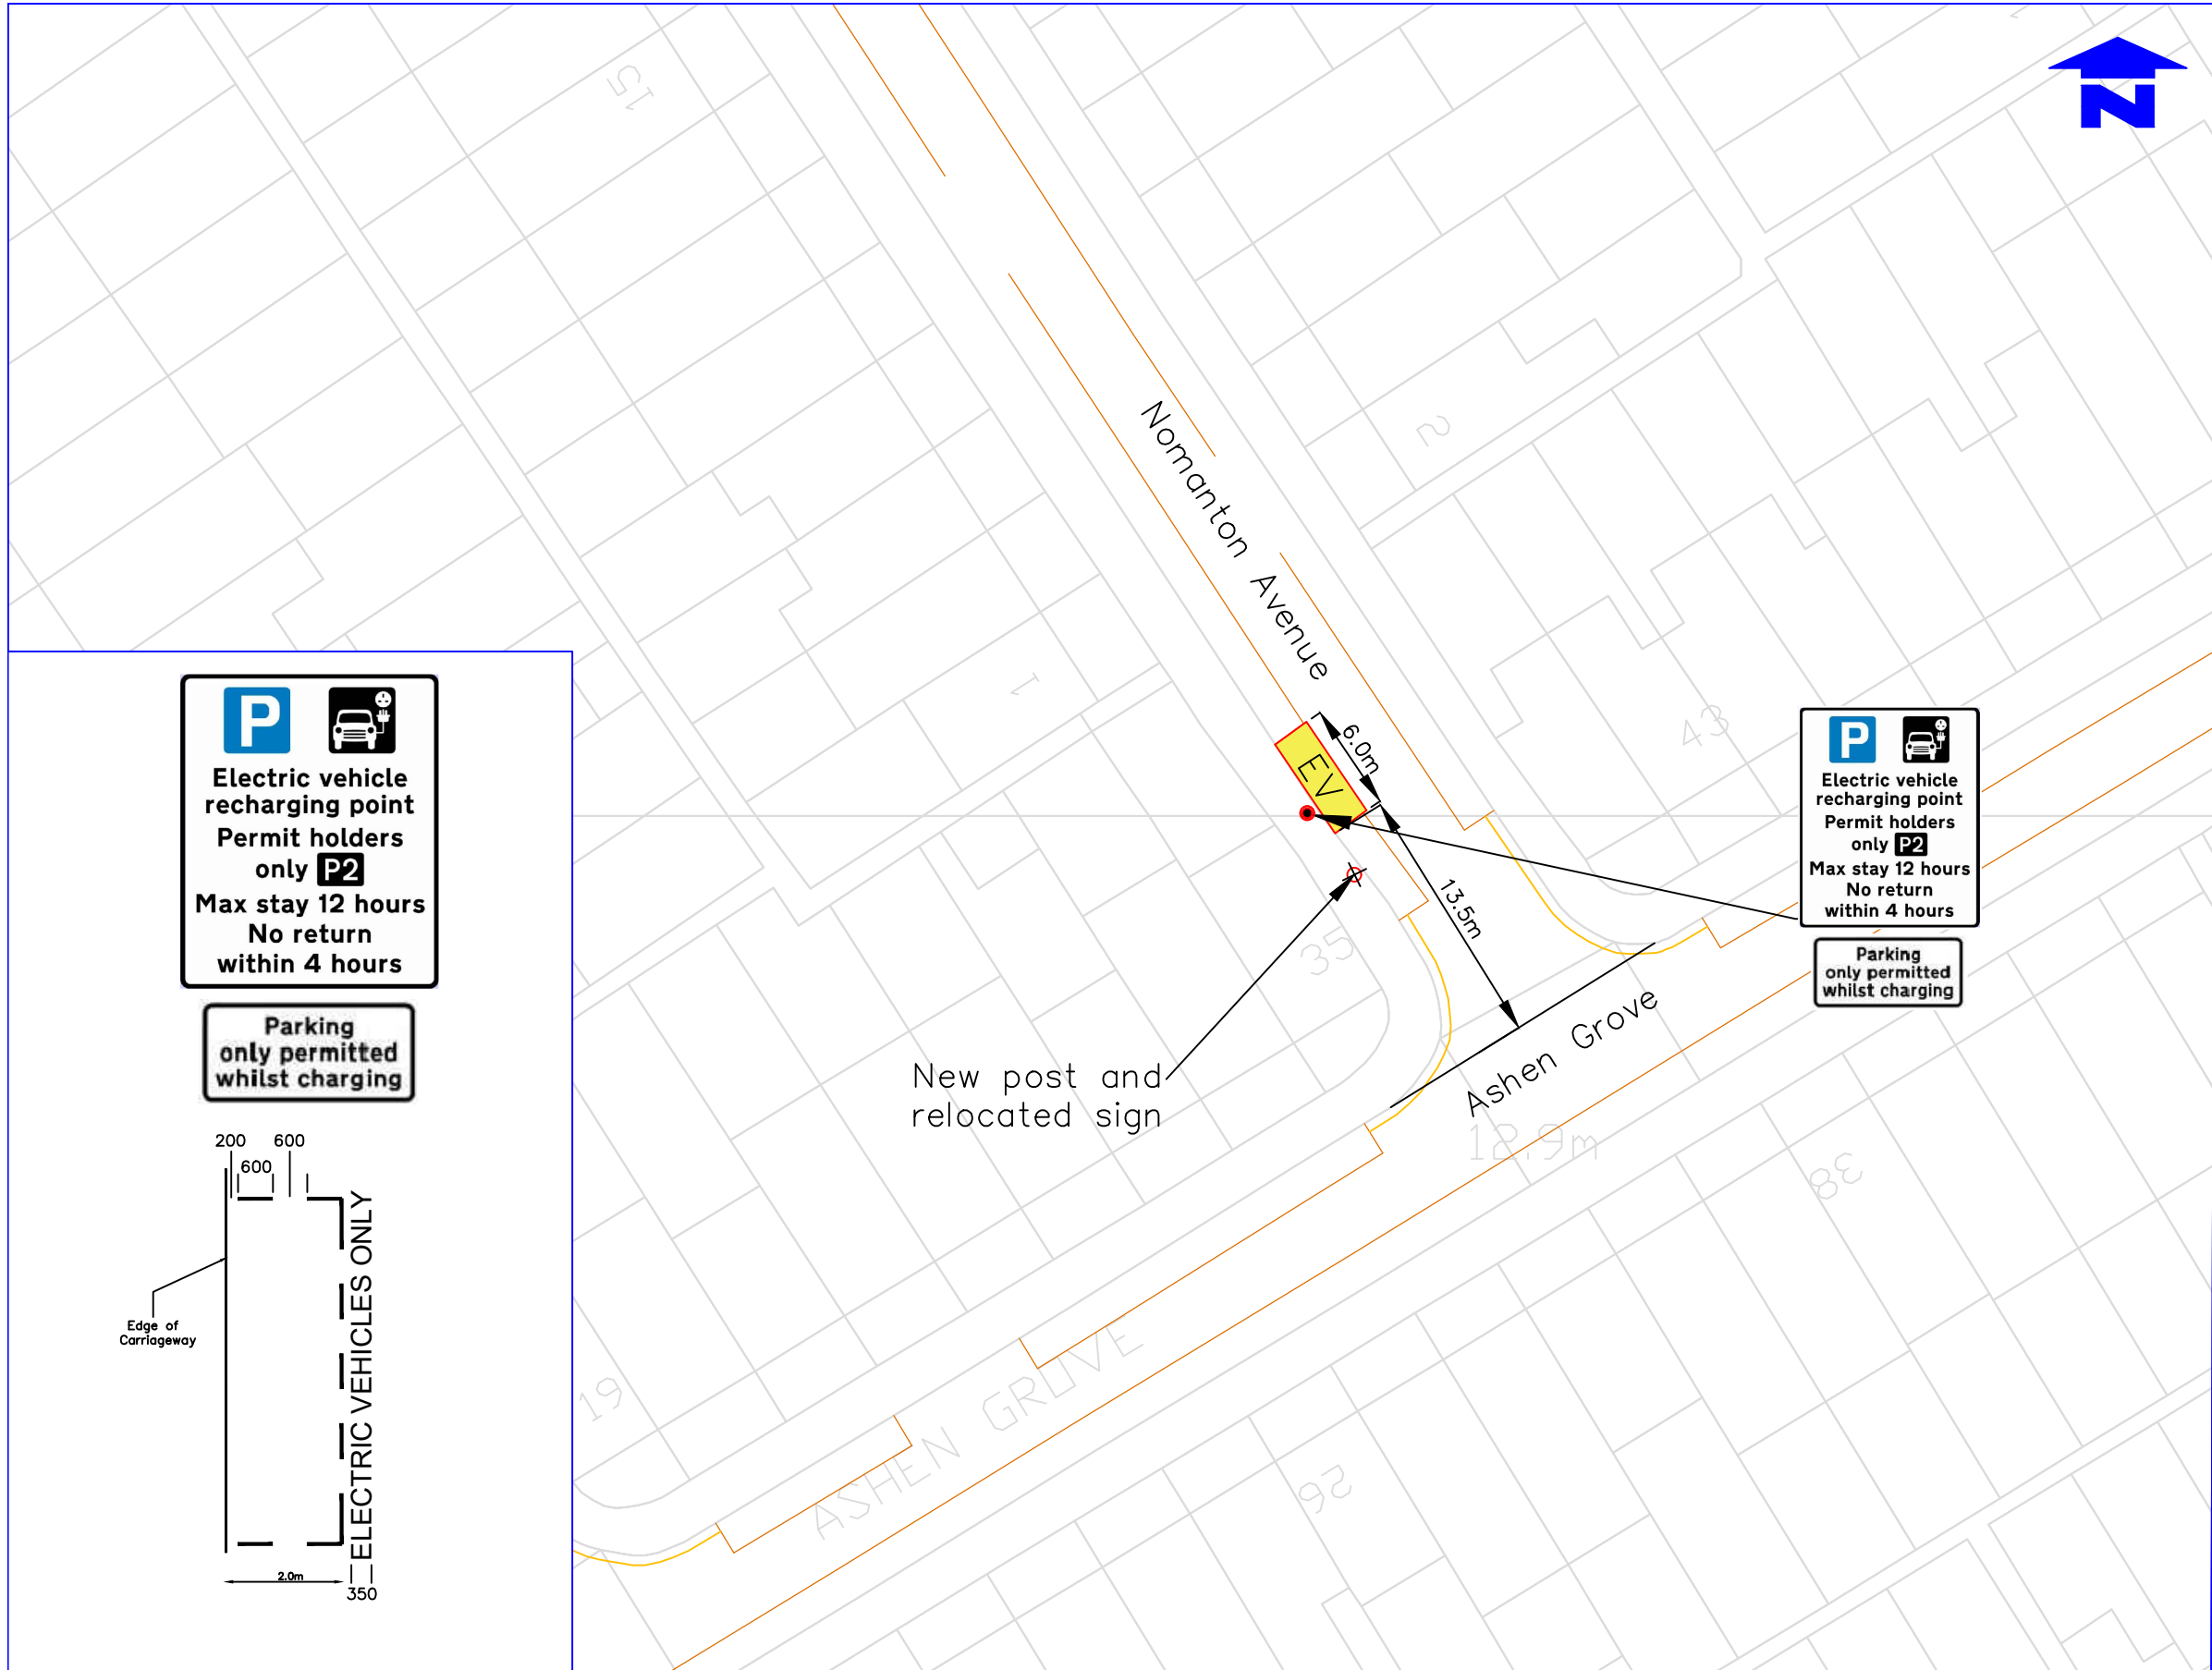 N
15
2
1
43
Nomanton Avenue
EV
6.0m
13.5m
35
New post and
relocated sign
Ashen Grove
12.9m
38
ASHEN GROVE
19
26
P
Electric vehicle
recharging point
Permit holders
only P2
Max stay 12 hours
No return
within 4 hours
Parking
only permitted
whilst charging
P
Electric vehicle
recharging point
Permit holders
only P2
Max stay 12 hours
No return
within 4 hours
Parking
only permitted
whilst charging
200 600
600
Edge of
Carriageway
ELECTRIC VEHICLES ONLY
2.0m
350